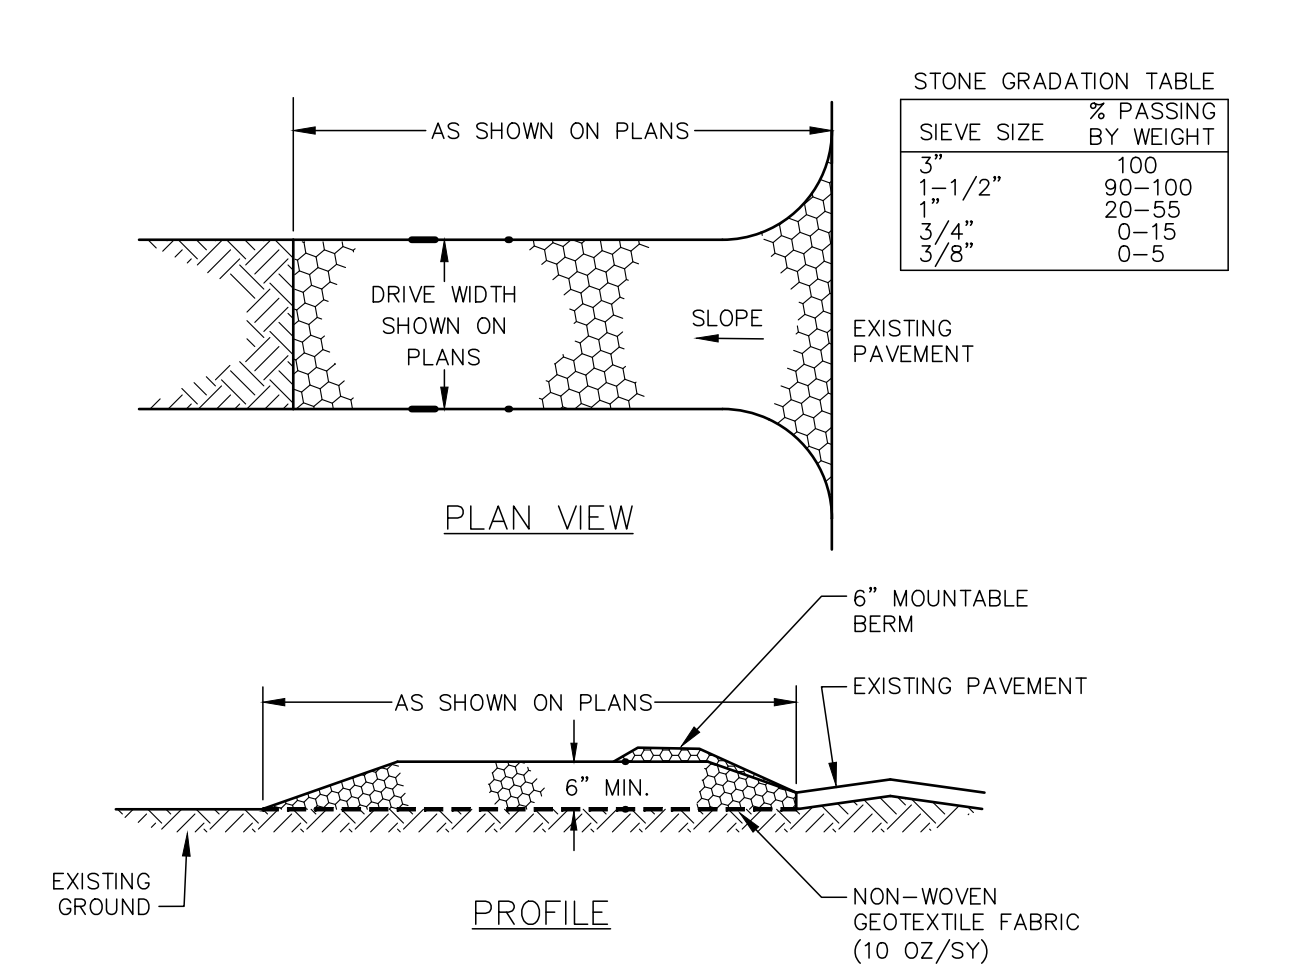 STONE GRADATION TABLE
SIEVE SIZE
% PASSING
BY WEIGHT
3” 100
1-1/2” 90-100
1” 20-55
3/4” 0-15
3/8” 0-5
AS SHOWN ON PLANS
DRIVE WIDTH
SHOWN ON
PLANS
SLOPE
EXISTING
PAVEMENT
PLAN VIEW
6” MOUNTABLE
BERM
EXISTING PAVEMENT
AS SHOWN ON PLANS
6” MIN.
EXISTING
GROUND
NON-WOVEN
GEOTEXTILE FABRIC
(10 OZ/SY)
PROFILE